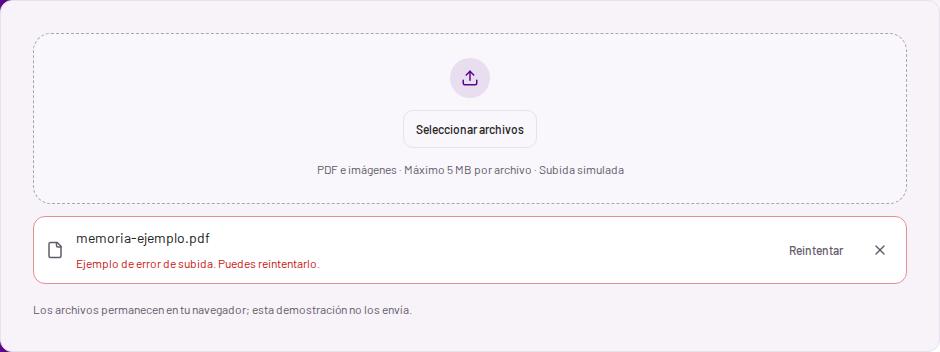 Seleccionar archivos
PDF e imágenes · Máximo 5 MB por archivo · Subida simulada
memoria-ejemplo.pdf
Ejemplo de error de subida. Puedes reintentarlo.
Reintentar
Los archivos permanecen en tu navegador; esta demostración no los envía.